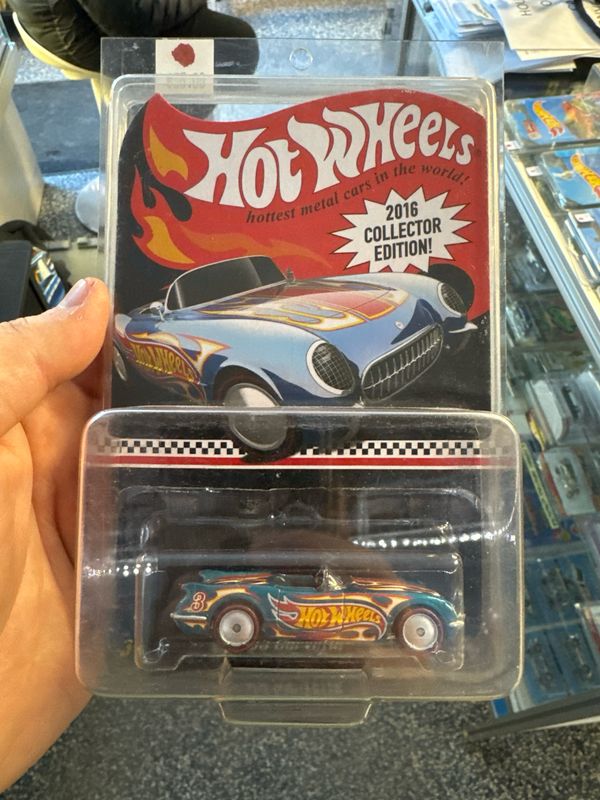 HOT WHEELS®
hottest metal cars in the world!
2016
COLLECTOR
EDITION!
HOT WHEELS
3
HOT WHEELS